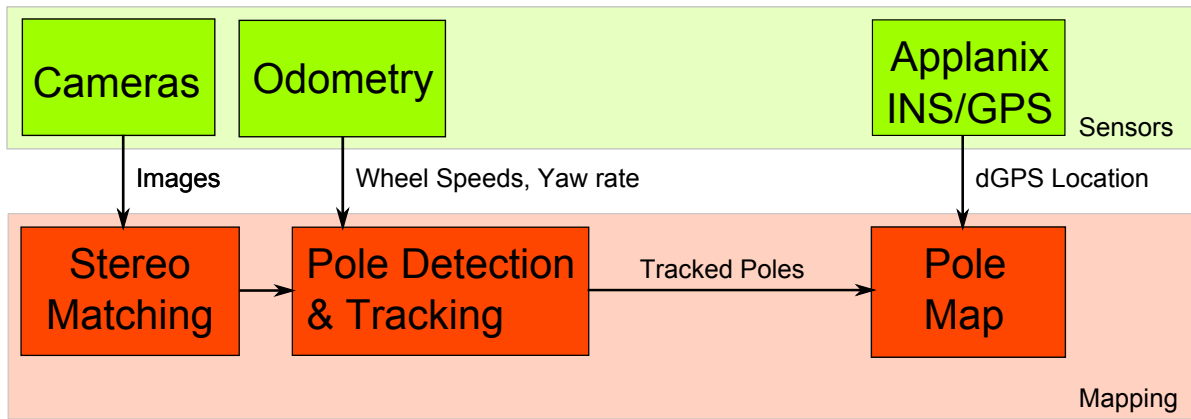 Cameras
Odometry
Applanix
INS/GPS
Sensors
Images
Wheel Speeds, Yaw rate
dGPS Location
Stereo
Matching
Pole Detection
& Tracking
Tracked Poles
Pole
Map
Mapping